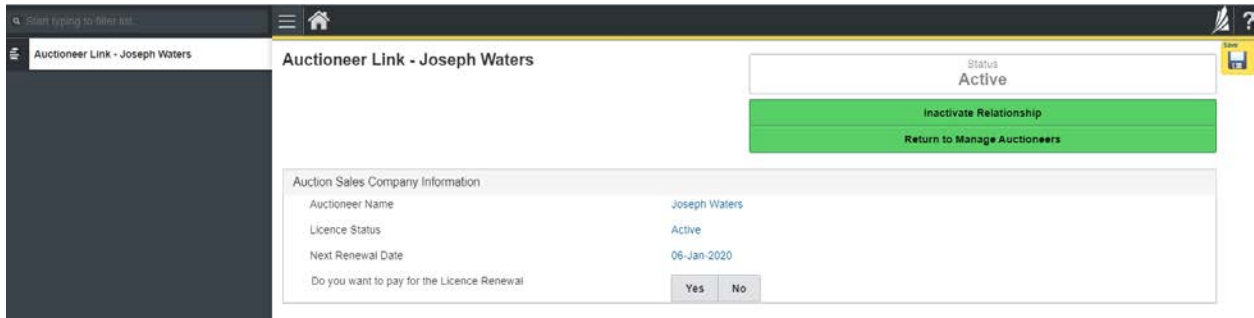 Start typing to filter list...
Auctioneer Link - Joseph Waters
?
Save
Auctioneer Link - Joseph Waters
Status
Active
Inactivate Relationship
Return to Manage Auctioneers
Auction Sales Company Information
Auctioneer Name Joseph Waters
Licence Status Active
Next Renewal Date 06-Jan-2020
Do you want to pay for the Licence Renewal Yes No